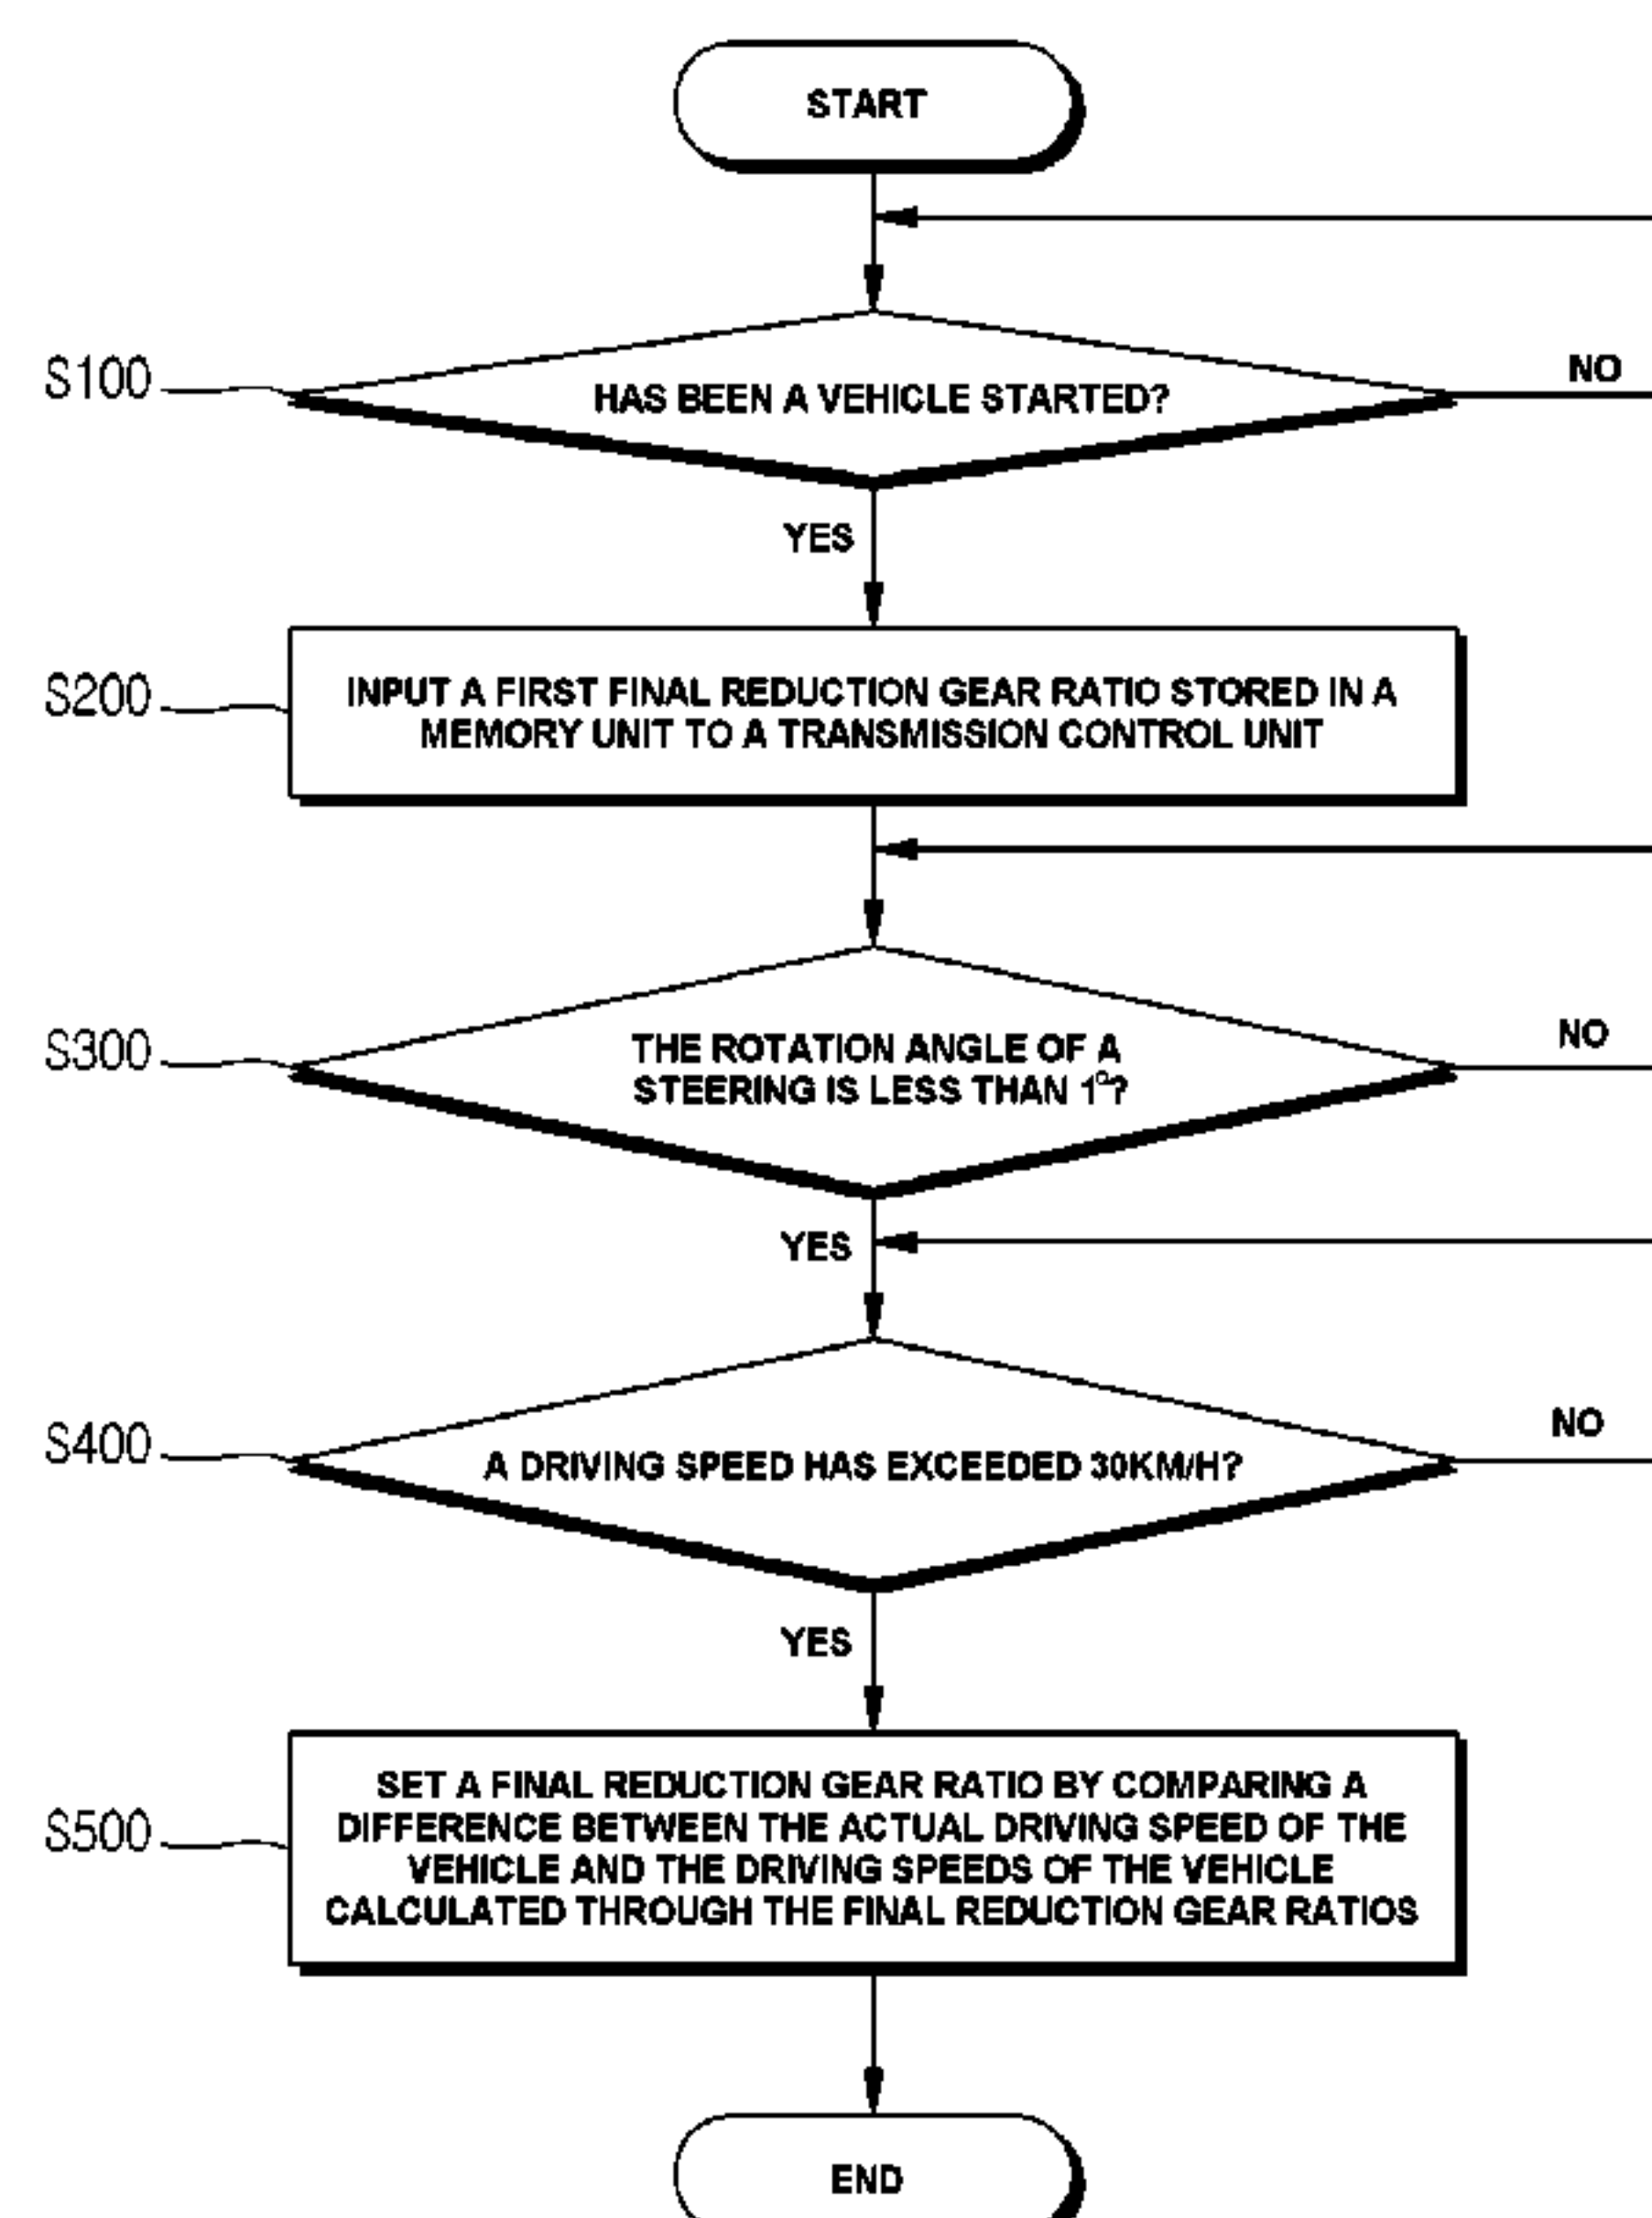 START
S100
HAS BEEN A VEHICLE STARTED?
NO
YES
S200
INPUT A FIRST FINAL REDUCTION GEAR RATIO STORED IN A
MEMORY UNIT TO A TRANSMISSION CONTROL UNIT
S300
THE ROTATION ANGLE OF A
STEERING IS LESS THAN 1°?
NO
YES
S400
A DRIVING SPEED HAS EXCEEDED 30KM/H?
NO
YES
S500
SET A FINAL REDUCTION GEAR RATIO BY COMPARING A
DIFFERENCE BETWEEN THE ACTUAL DRIVING SPEED OF THE
VEHICLE AND THE DRIVING SPEEDS OF THE VEHICLE
CALCULATED THROUGH THE FINAL REDUCTION GEAR RATIOS
END